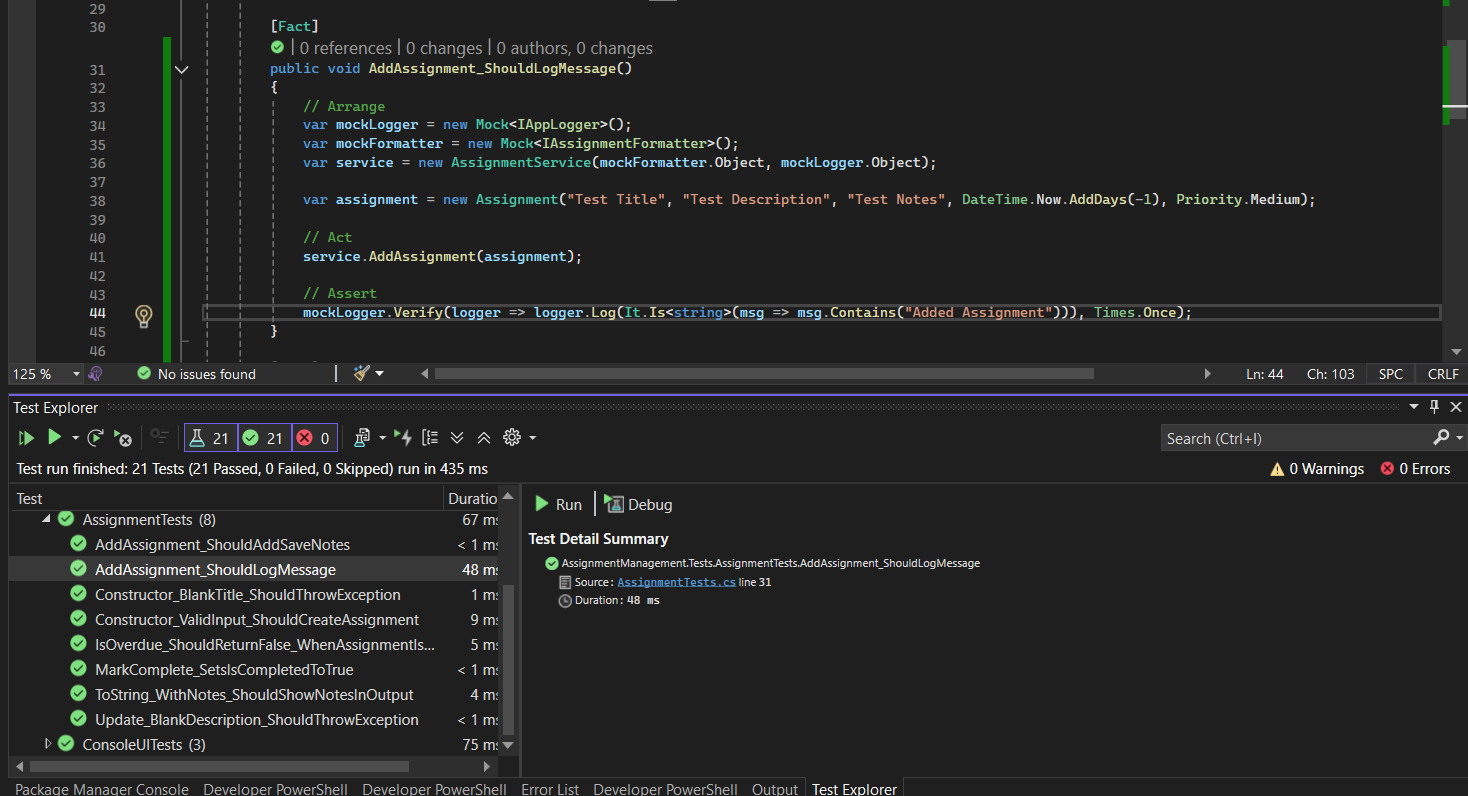 29
30 [Fact]
| 0 references | 0 changes | 0 authors, 0 changes
31 public void AddAssignment_ShouldLogMessage()
32 {
33 // Arrange
34 var mockLogger = new Mock<IAppLogger>();
35 var mockFormatter = new Mock<IAssignmentFormatter>();
36 var service = new AssignmentService(mockFormatter.Object, mockLogger.Object);
37
38 var assignment = new Assignment("Test Title", "Test Description", "Test Notes", DateTime.Now.AddDays(-1), Priority.Medium);
39
40 // Act
41 service.AddAssignment(assignment);
42
43 // Assert
44 mockLogger.Verify(logger => logger.Log(It.Is<string>(msg => msg.Contains("Added Assignment"))), Times.Once);
45 }
46
125 % No issues found Ln: 44 Ch: 103 SPC CRLF
Test Explorer
21 21 0 Search (Ctrl+I)
Test run finished: 21 Tests (21 Passed, 0 Failed, 0 Skipped) run in 435 ms 0 Warnings 0 Errors
Test Duratio Run Debug
AssignmentTests (8) 67 ms
Test Detail Summary
AddAssignment_ShouldAddSaveNotes < 1 ms
AssignmentManagement.Tests.AssignmentTests.AddAssignment_ShouldLogMessage
AddAssignment_ShouldLogMessage 48 ms
Source: AssignmentTests.cs line 31
Constructor_BlankTitle_ShouldThrowException 1 ms
Duration: 48 ms
Constructor_ValidInput_ShouldCreateAssignment 9 ms
IsOverdue_ShouldReturnFalse_WhenAssignmentIs... 5 ms
MarkComplete_SetsIsCompletedToTrue < 1 ms
ToString_WithNotes_ShouldShowNotesInOutput 4 ms
Update_BlankDescription_ShouldThrowException < 1 ms
ConsoleUITests (3) 75 ms
Package Manager Console Developer PowerShell Developer PowerShell Error List Developer PowerShell Output Test Explorer